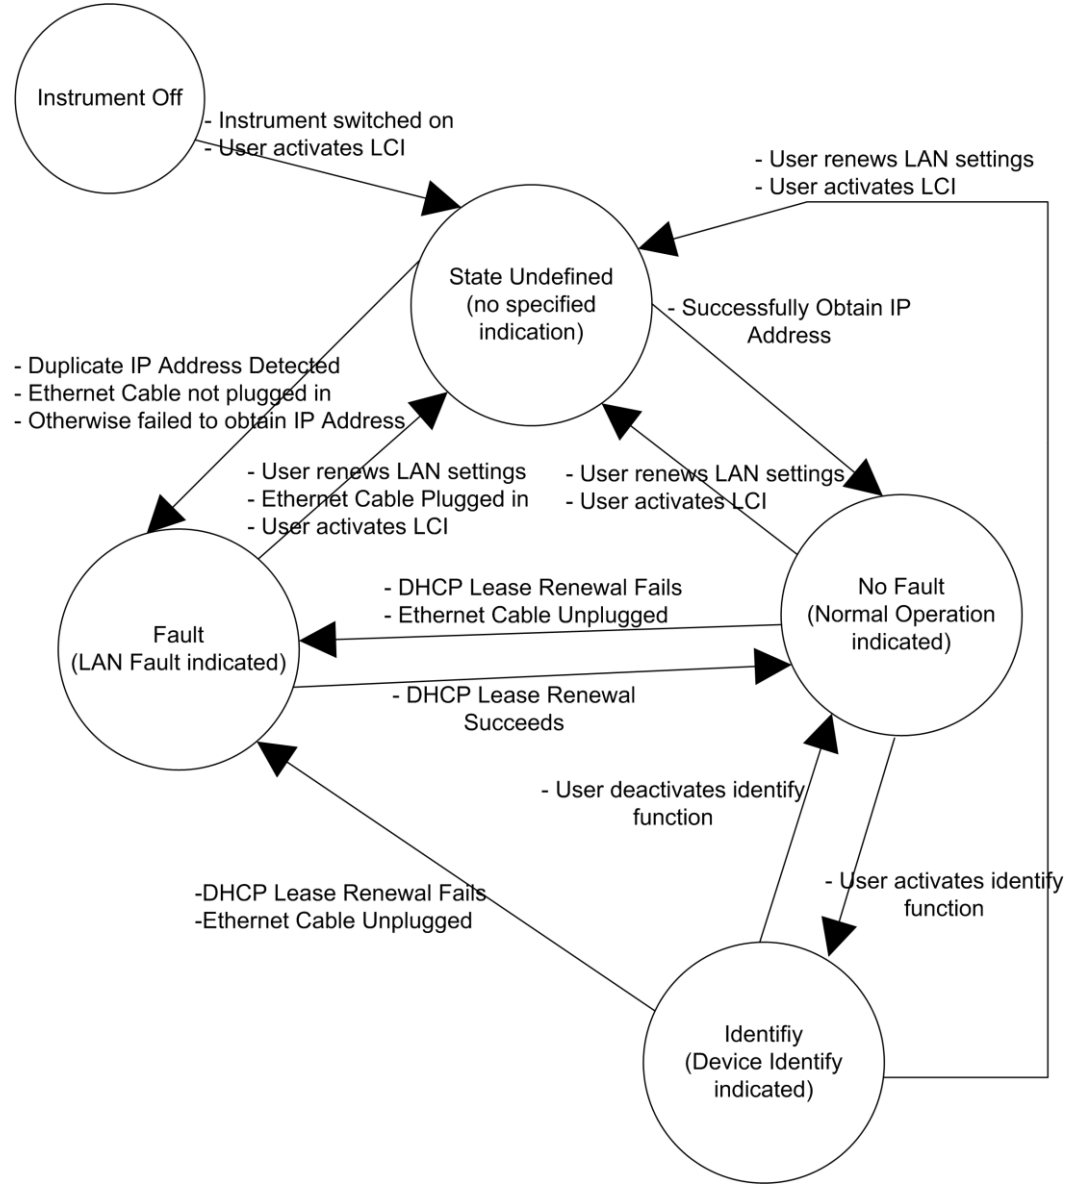 Instrument Off
- Instrument switched on
- User activates LCI
- User renews LAN settings
- User activates LCI
State Undefined
(no specified
indication)
- Successfully Obtain IP
Address
- Duplicate IP Address Detected
- Ethernet Cable not plugged in
- Otherwise failed to obtain IP Address
- User renews LAN settings
- Ethernet Cable Plugged in
- User activates LCI
- User renews LAN settings
- User activates LCI
- DHCP Lease Renewal Fails
- Ethernet Cable Unplugged
No Fault
(Normal Operation
indicated)
Fault
(LAN Fault indicated)
- DHCP Lease Renewal
Succeeds
- User deactivates identify
function
- User activates identify
function
-DHCP Lease Renewal Fails
-Ethernet Cable Unplugged
Identifiy
(Device Identify
indicated)